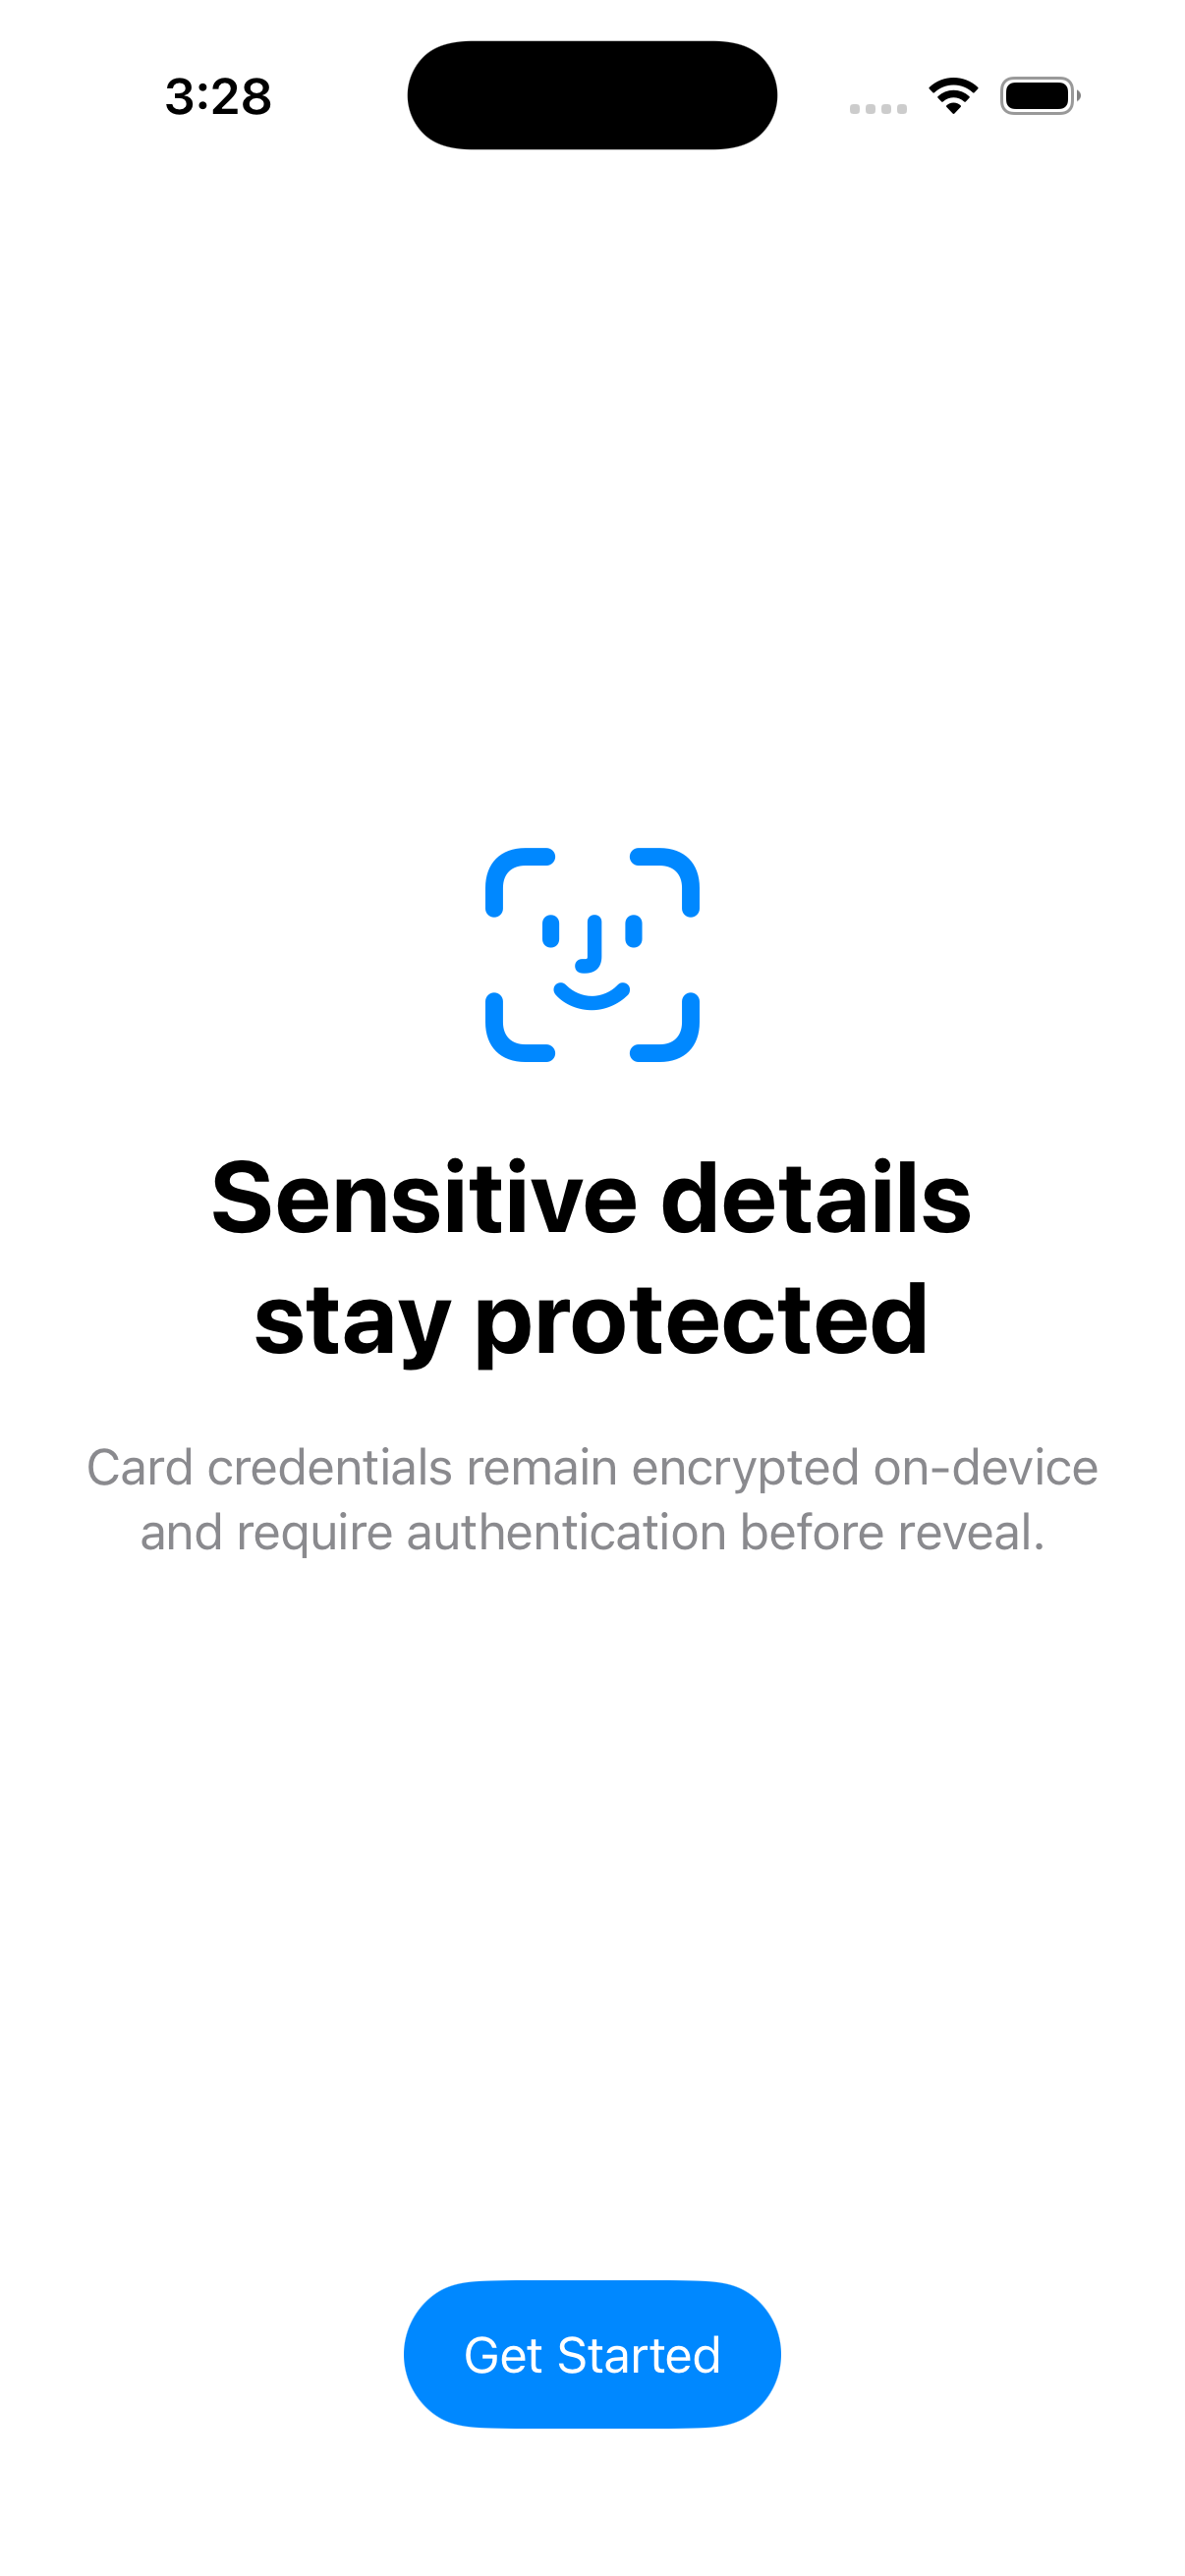 3:28
Sensitive details
stay protected
Card credentials remain encrypted on-device
and require authentication before reveal.
Get Started